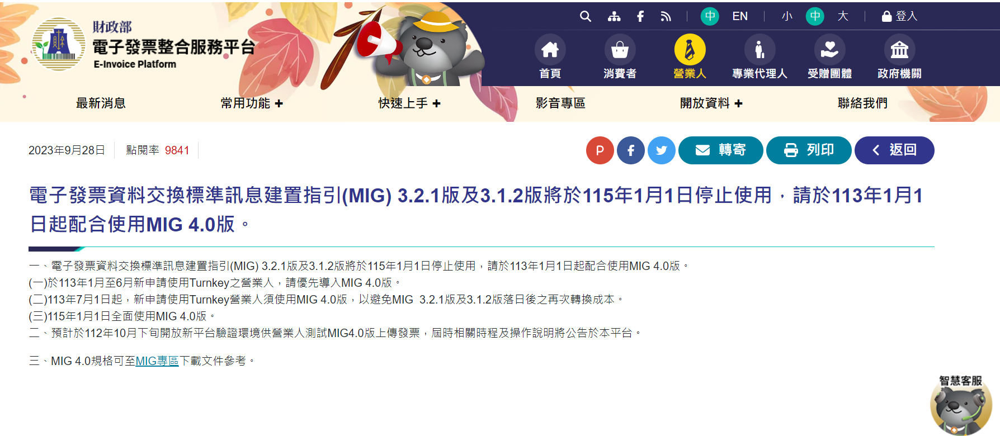 財政部
電子發票整合服務平台
E-Invoice Platform
中 EN 小 中 大 登入
首頁 消費者 營業人 專業代理人 受贈團體 政府機關
最新消息 常用功能 + 快速上手 + 影音專區 開放資料 + 聯絡我們
2023年9月28日 點閱率 9841 P 轉寄 列印 返回
電子發票資料交換標準訊息建置指引(MIG) 3.2.1版及3.1.2版將於115年1月1日停止使用，請於113年1月1
日起配合使用MIG 4.0版。
一、電子發票資料交換標準訊息建置指引(MIG) 3.2.1版及3.1.2版將於115年1月1日停止使用，請於113年1月1日起配合使用MIG 4.0版。
(一)於113年1月至6月新申請使用Turnkey之營業人，請優先導入MIG 4.0版。
(二)113年7月1日起，新申請使用Turnkey營業人須使用MIG 4.0版，以避免MIG 3.2.1版及3.1.2版落日後之再次轉換成本。
(三)115年1月1日全面使用MIG 4.0版。
二、預計於112年10月下旬開放新平台驗證環境供營業人測試MIG4.0版上傳發票，屆時相關時程及操作說明將公告於本平台。
三、MIG 4.0規格可至MIG專區下載文件參考。
智慧客服